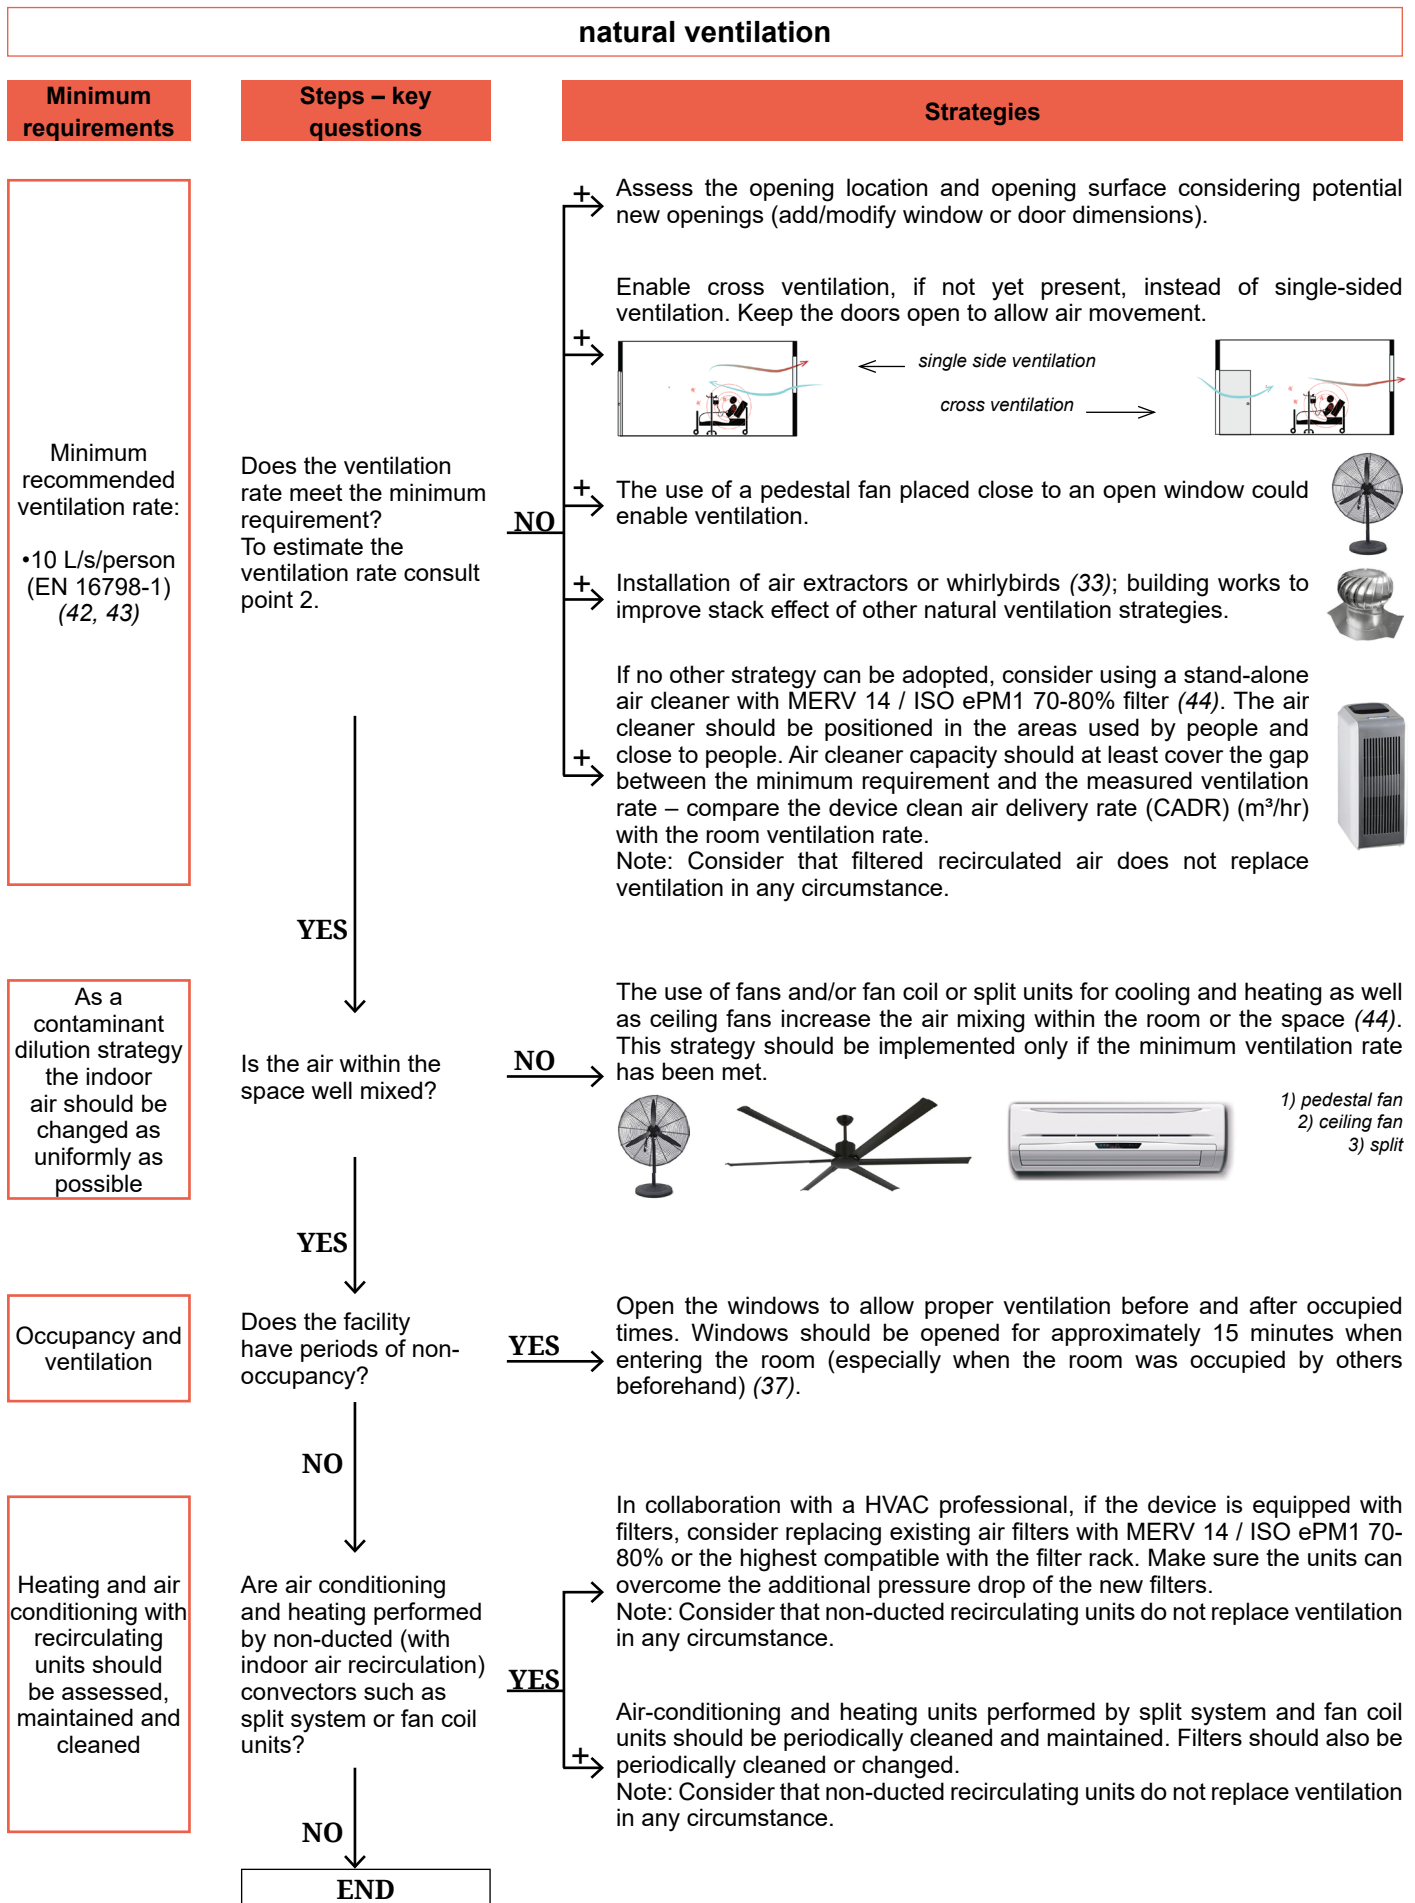 natural ventilation
Minimum
requirements
Steps – key
questions
Strategies
Minimum
recommended
ventilation rate:
•10 L/s/person
(EN 16798-1)
(42, 43)
Does the ventilation
rate meet the minimum
requirement?
To estimate the
ventilation rate consult
point 2.
NO
+
Assess the opening location and opening surface considering potential
new openings (add/modify window or door dimensions).
+
Enable cross ventilation, if not yet present, instead of single-sided
ventilation. Keep the doors open to allow air movement.
single side ventilation
cross ventilation
+
The use of a pedestal fan placed close to an open window could
enable ventilation.
+
Installation of air extractors or whirlybirds (33); building works to
improve stack effect of other natural ventilation strategies.
+
If no other strategy can be adopted, consider using a stand-alone
air cleaner with MERV 14 / ISO ePM1 70-80% filter (44). The air
cleaner should be positioned in the areas used by people and
close to people. Air cleaner capacity should at least cover the gap
between the minimum requirement and the measured ventilation
rate – compare the device clean air delivery rate (CADR) (m³/hr)
with the room ventilation rate.
Note: Consider that filtered recirculated air does not replace
ventilation in any circumstance.
YES
As a
contaminant
dilution strategy
the indoor
air should be
changed as
uniformly as
possible
Is the air within the
space well mixed?
NO
The use of fans and/or fan coil or split units for cooling and heating as well
as ceiling fans increase the air mixing within the room or the space (44).
This strategy should be implemented only if the minimum ventilation rate
has been met.
1) pedestal fan
2) ceiling fan
3) split
YES
Occupancy and
ventilation
Does the facility
have periods of non-
occupancy?
YES
Open the windows to allow proper ventilation before and after occupied
times. Windows should be opened for approximately 15 minutes when
entering the room (especially when the room was occupied by others
beforehand) (37).
NO
Heating and air
conditioning with
recirculating
units should
be assessed,
maintained and
cleaned
Are air conditioning
and heating performed
by non-ducted (with
indoor air recirculation)
convectors such as
split system or fan coil
units?
YES
In collaboration with a HVAC professional, if the device is equipped with
filters, consider replacing existing air filters with MERV 14 / ISO ePM1 70-
80% or the highest compatible with the filter rack. Make sure the units can
overcome the additional pressure drop of the new filters.
Note: Consider that non-ducted recirculating units do not replace ventilation
in any circumstance.
+
Air-conditioning and heating units performed by split system and fan coil
units should be periodically cleaned and maintained. Filters should also be
periodically cleaned or changed.
Note: Consider that non-ducted recirculating units do not replace ventilation
in any circumstance.
NO
END